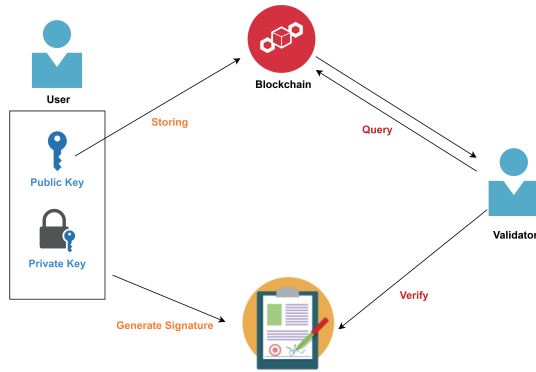 User
Blockchain
Storing
Query
Public Key
Private Key
Validator
Generate Signature
Verify